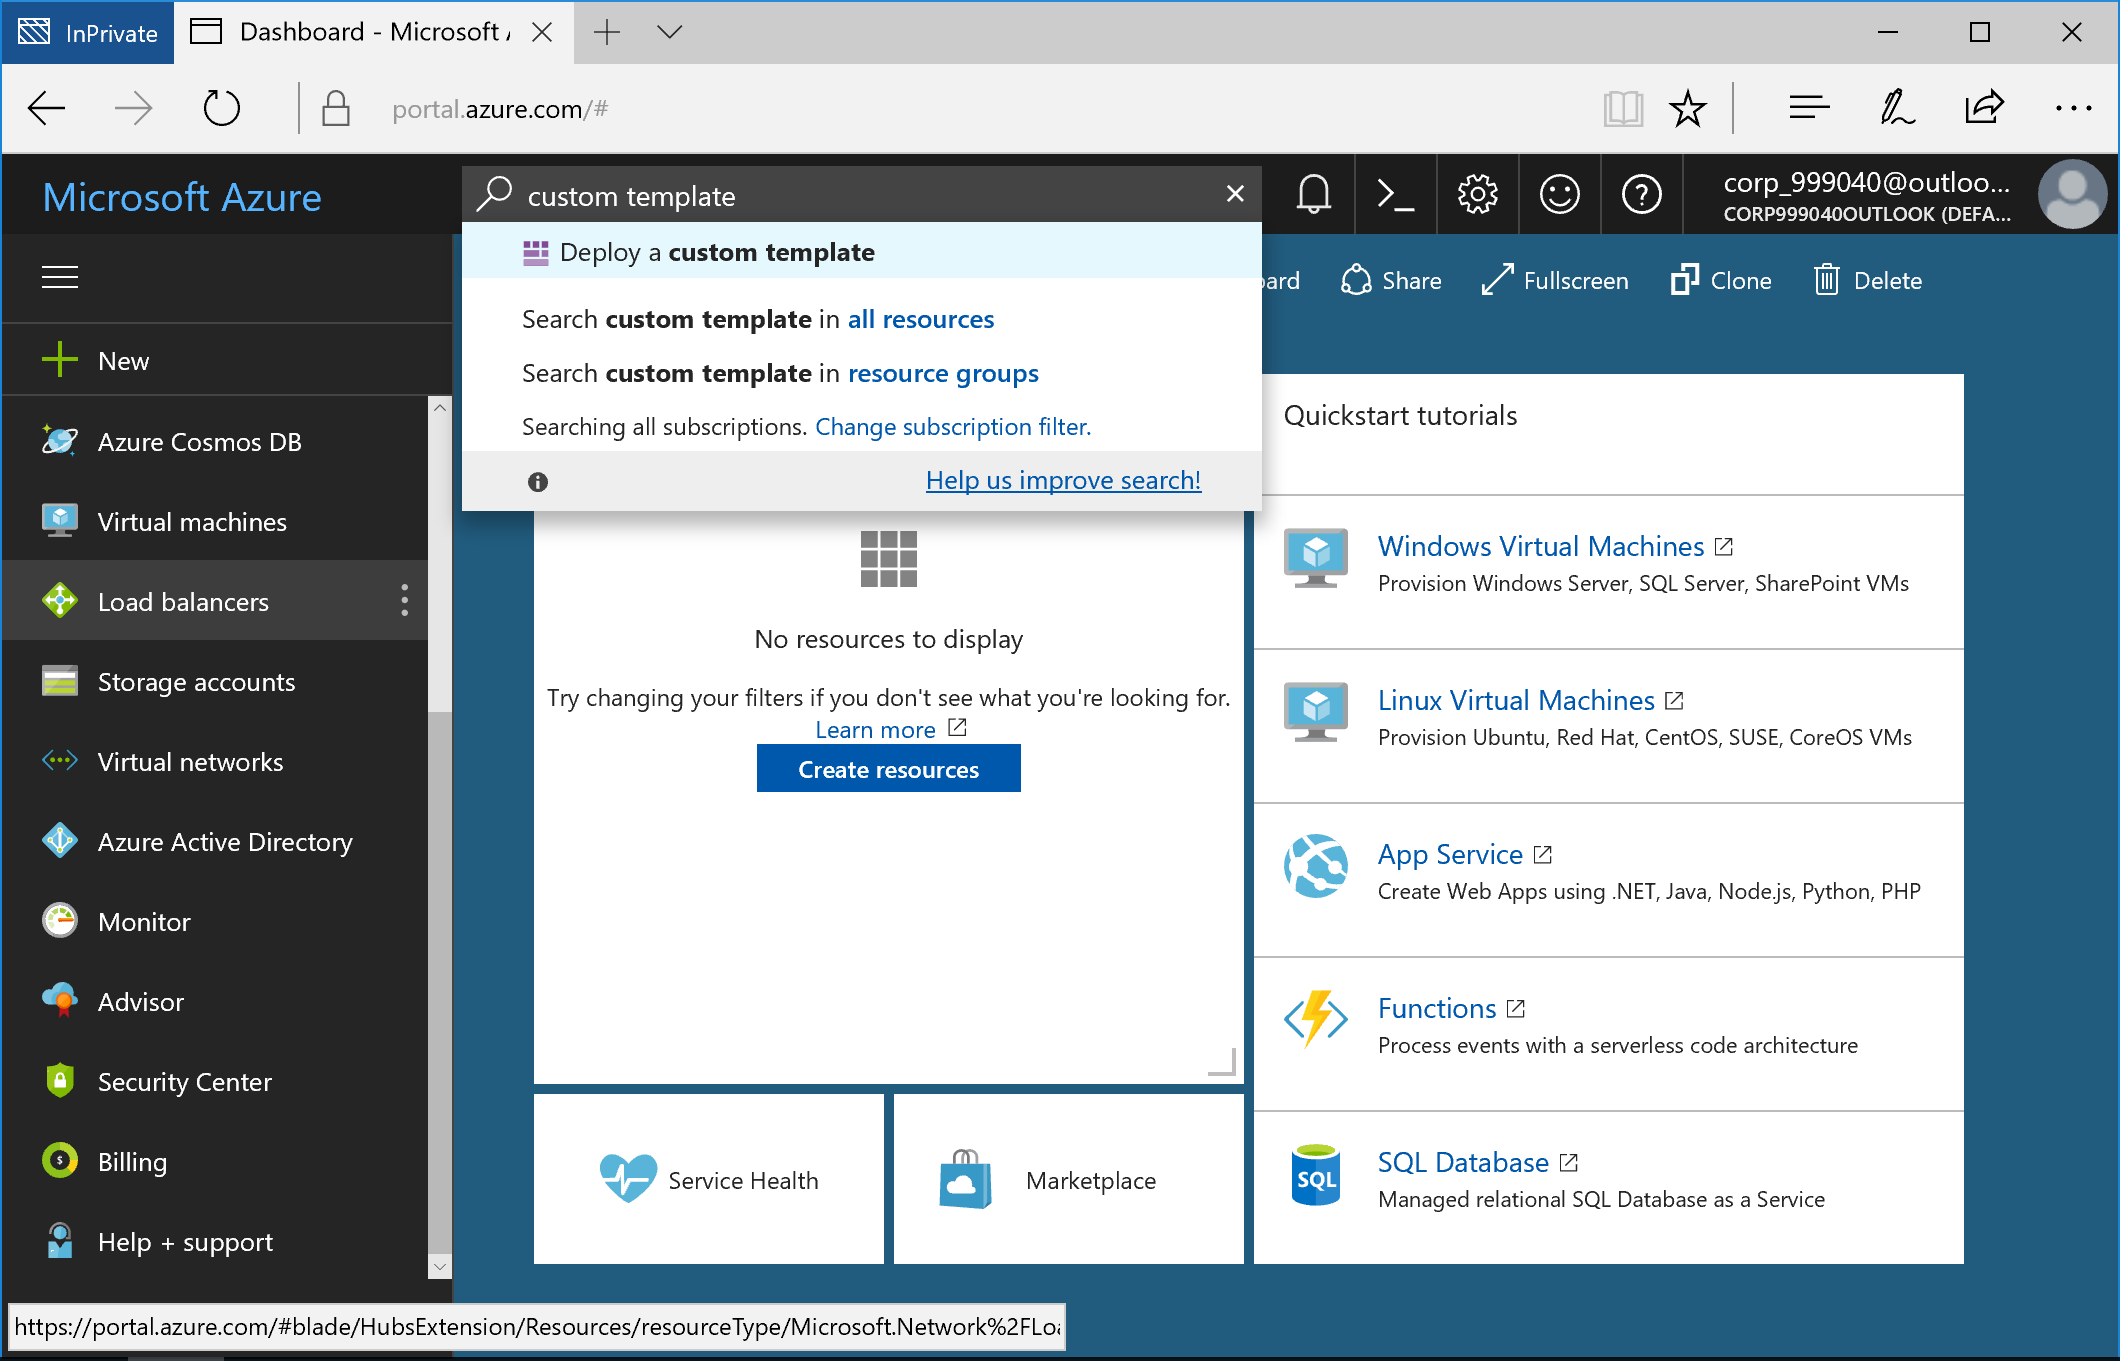 InPrivate
Dashboard - Microsoft
portal.azure.com/#
Microsoft Azure
custom template
corp_999040@outloo...
CORP999040OUTLOOK (DEFA...
Deploy a custom template
Search custom template in all resources
Search custom template in resource groups
Searching all subscriptions. Change subscription filter.
Help us improve search!
Share
Fullscreen
Clone
Delete
New
Azure Cosmos DB
Virtual machines
Load balancers
Storage accounts
Virtual networks
Azure Active Directory
Monitor
Advisor
Security Center
Billing
Help + support
No resources to display
Try changing your filters if you don't see what you're looking for.
Learn more
Create resources
Service Health
Marketplace
Quickstart tutorials
Windows Virtual Machines
Provision Windows Server, SQL Server, SharePoint VMs
Linux Virtual Machines
Provision Ubuntu, Red Hat, CentOS, SUSE, CoreOS VMs
App Service
Create Web Apps using .NET, Java, Node.js, Python, PHP
Functions
Process events with a serverless code architecture
SQL
SQL Database
Managed relational SQL Database as a Service
https://portal.azure.com/#blade/HubsExtension/Resources/resourceType/Microsoft.Network%2FLo